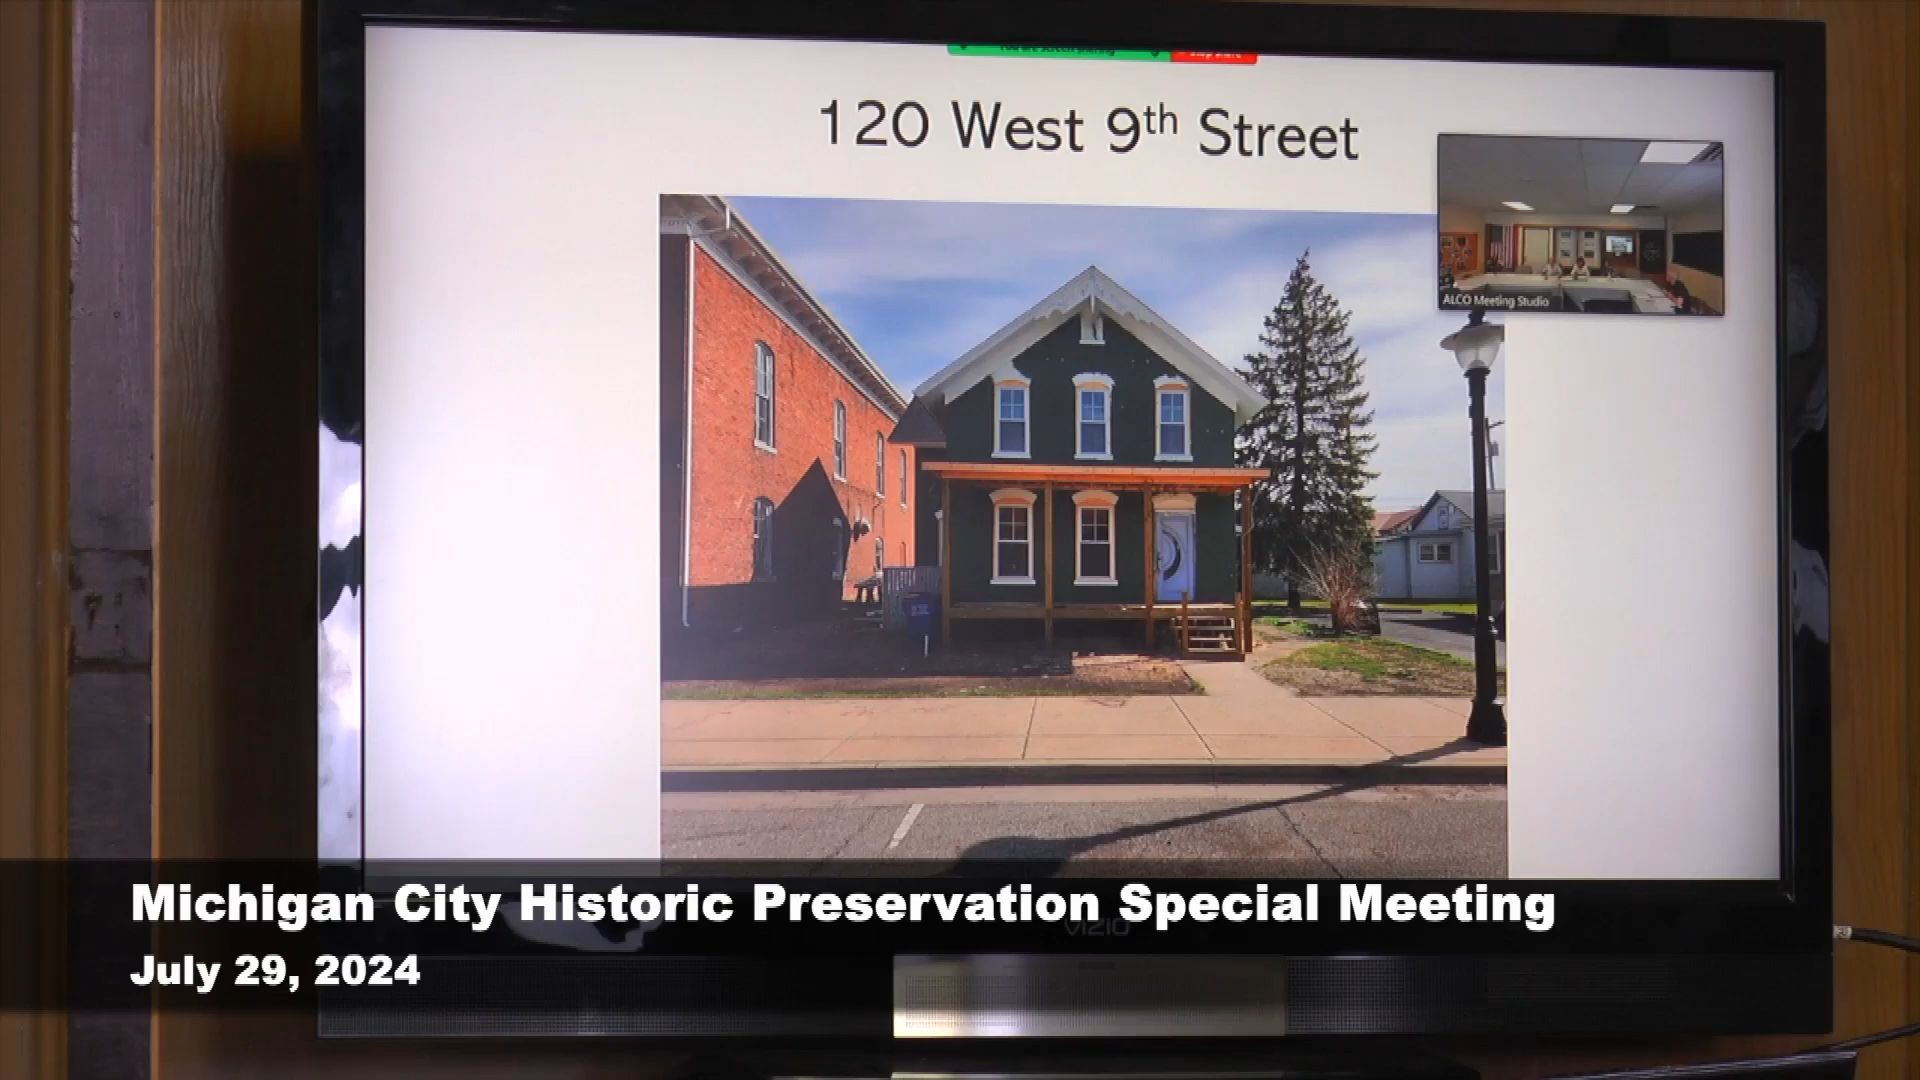 120 West 9th Street
ALCO Meeting Studio
Michigan City Historic Preservation Special Meeting
VIZIO
July 29, 2024